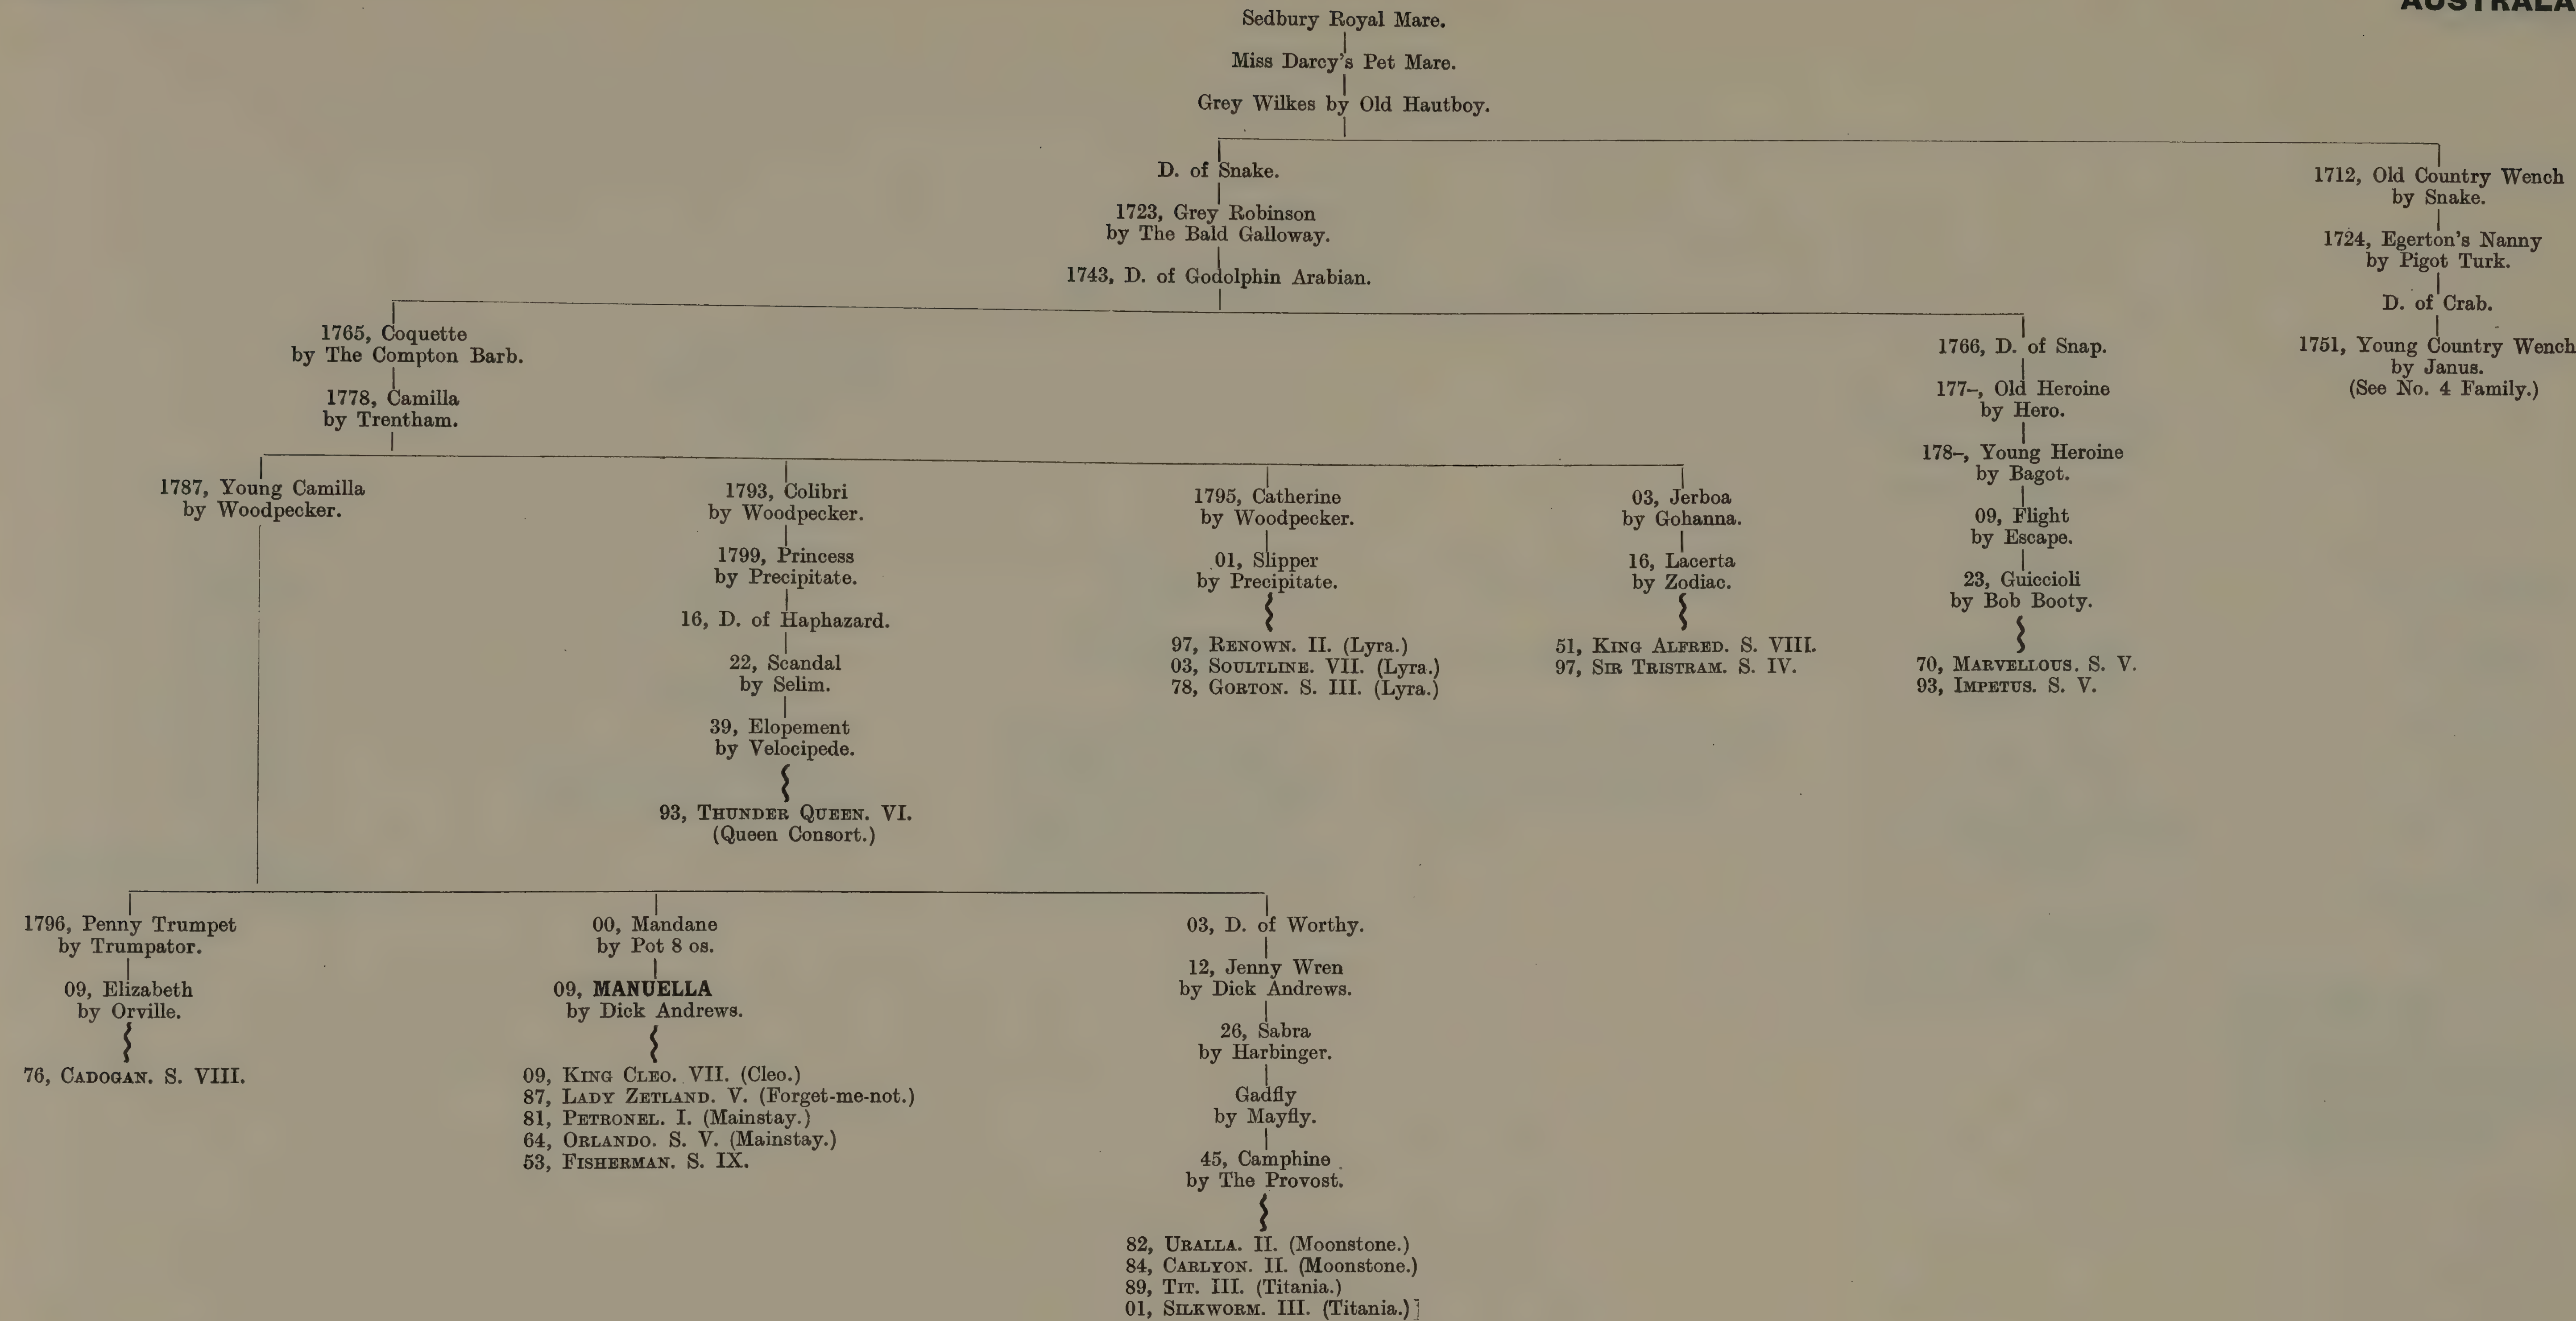 AUSTRALA
Sedbury Royal Mare.
Miss Darcy's Pet Mare.
Grey Wilkes by Old Hautboy.
D. of Snake.
1723, Grey Robinson
by The Bald Galloway.
1743, D. of Godolphin Arabian.
1712, Old Country Wench
by Snake.
1724, Egerton's Nanny
by Pigot Turk.
D. of Crab.
1751, Young Country Wench
by Janus.
(See No. 4 Family.)
1765, Coquette
by The Compton Barb.
1778, Camilla
by Trentham.
1766, D. of Snap.
177-, Old Heroine
by Hero.
178-, Young Heroine
by Bagot.
09, Flight
by Escape.
23, Guiccioli
by Bob Booty.
70, MARVELLOUS. S. V.
93, IMPETUS. S. V.
1787, Young Camilla
by Woodpecker.
1793, Colibri
by Woodpecker.
1799, Princess
by Precipitate.
16, D. of Haphazard.
22, Scandal
by Selim.
39, Elopement
by Velocipede.
93, THUNDER QUEEN. VI.
(Queen Consort.)
1795, Catherine
by Woodpecker.
01, Slipper
by Precipitate.
97, RENOWN. II. (Lyra.)
03, SOULTLINE. VII. (Lyra.)
78, GORTON. S. III. (Lyra.)
03, Jerboa
by Gohanna.
16, Lacerta
by Zodiac.
51, KING ALFRED. S. VIII.
97, SIR TRISTRAM. S. IV.
1796, Penny Trumpet
by Trumpator.
09, Elizabeth
by Orville.
76, CADOGAN. S. VIII.
00, Mandane
by Pot 8 os.
09, MANUELLA
by Dick Andrews.
09, KING CLEO. VII. (Cleo.)
87, LADY ZETLAND. V. (Forget-me-not.)
81, PETRONEL. I. (Mainstay.)
64, ORLANDO. S. V. (Mainstay.)
53, FISHERMAN. S. IX.
03, D. of Worthy.
12, Jenny Wren
by Dick Andrews.
26, Sabra
by Harbinger.
Gadfly
by Mayfly.
45, Camphine
by The Provost.
82, URALLA. II. (Moonstone.)
84, CARLYON. II. (Moonstone.)
89, TIT. III. (Titania.)
01, SILKWORM. III. (Titania.)